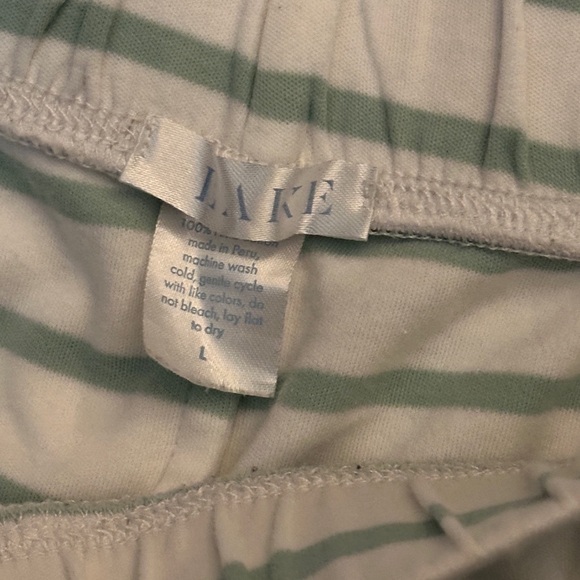 LAKE
100%
made in Peru,
machine wash
cold, gentle cycle
with like colors, do
not bleach, lay flat
to dry
L